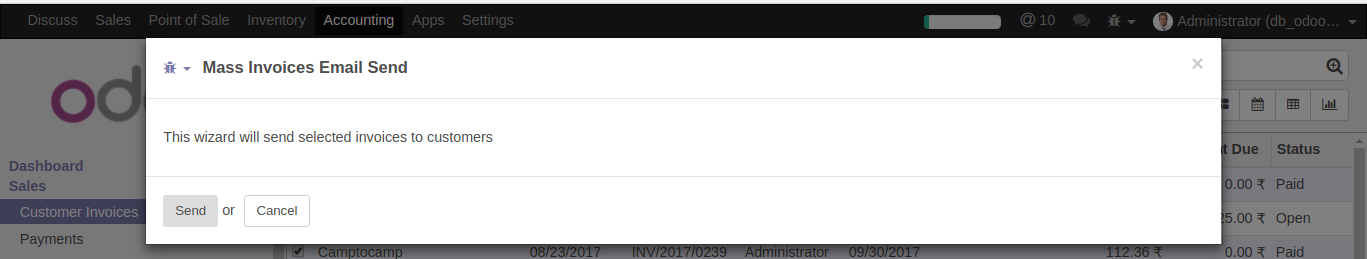 Discuss Sales Point of Sale Inventory Accounting Apps Settings @ 10 Administrator (db_odoo...
Mass Invoices Email Send ×
This wizard will send selected invoices to customers
Send or Cancel
Dashboard
Sales
Customer Invoices
Payments
Due Status
0.00 ₹ Paid
25.00 ₹ Open
Camptocamp 08/23/2017 INV/2017/0239 Administrator 09/30/2017 112.36 ₹ 0.00 ₹ Paid